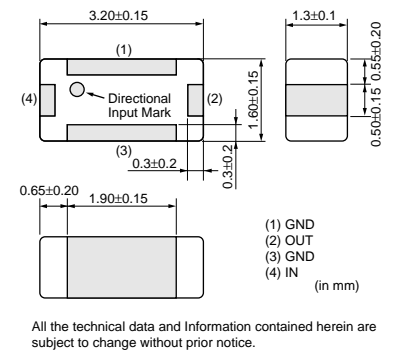 3.20±0.15
1.3±0.1
(1)
(4)
Directional
Input Mark
(2)
(3)
1.60±0.15
0.55±0.20
0.50±0.15
0.3±0.2
0.3±0.2
0.65±0.20
1.90±0.15
(1) GND
(2) OUT
(3) GND
(4) IN
(in mm)
All the technical data and Information contained herein are
subject to change without prior notice.